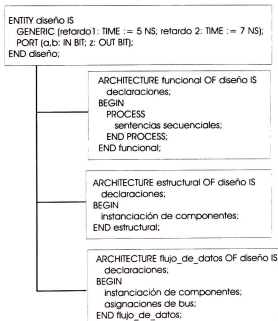 ENTITY diseño IS
GENERIC (retardo1: TIME := 5 NS; retardo 2: TIME := 7 NS);
PORT (a,b: IN BIT; z: OUT BIT);
END diseño;
ARCHITECTURE funcional OF diseño IS
declaraciones;
BEGIN
PROCESS
sentencias secuenciales;
END PROCESS;
END funcional;
ARCHITECTURE estructural OF diseño IS
declaraciones;
BEGIN
instanciación de componentes;
END estructural;
ARCHITECTURE flujo_de_datos OF diseño IS
declaraciones;
BEGIN
instanciación de componentes;
asignaciones de bus;
END flujo_de_datos;